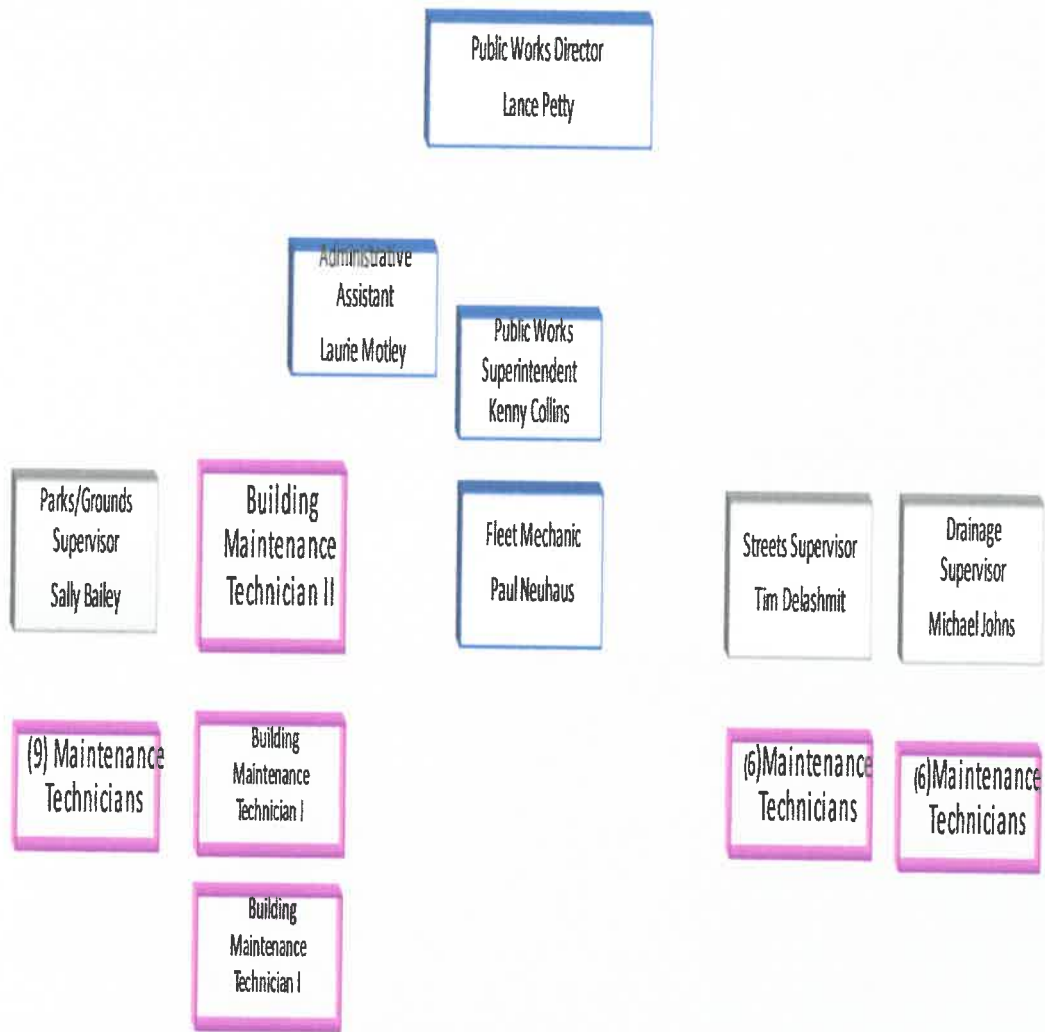 Public Works Director
Lance Petty
Administrative
Assistant
Laurie Motley
Public Works
Superintendent
Kenny Collins
Parks/Grounds
Supervisor
Sally Bailey
Building
Maintenance
Technician II
Fleet Mechanic
Paul Neuhaus
Streets Supervisor
Tim Delashmit
Drainage
Supervisor
Michael Johns
(9) Maintenance
Technicians
Building
Maintenance
Technician I
(6)Maintenance
Technicians
(6)Maintenance
Technicians
Building
Maintenance
Technician I